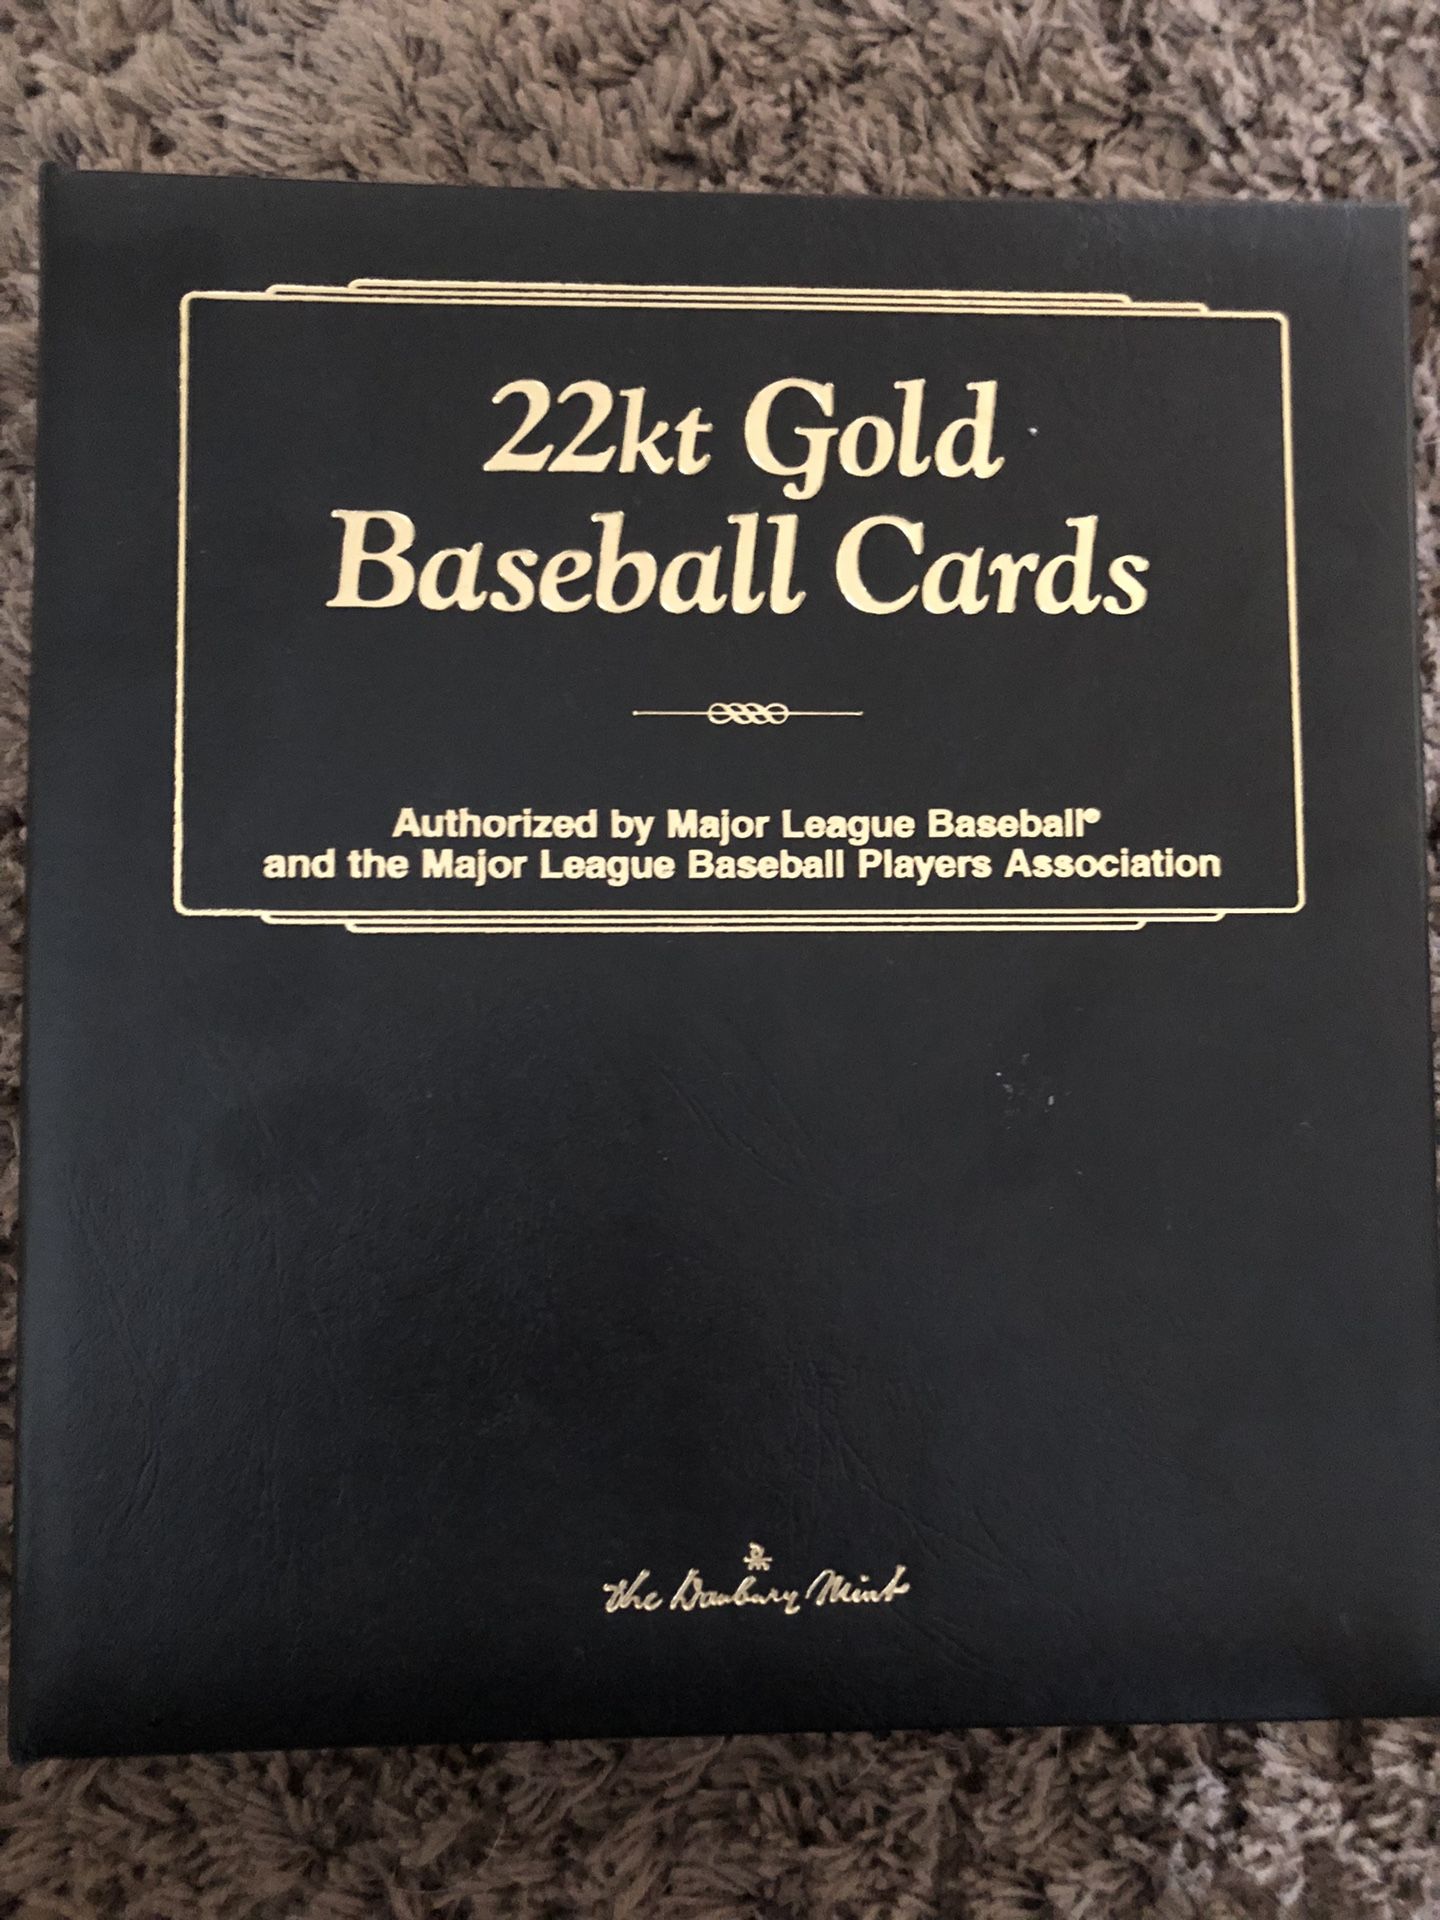 22kt Gold
Baseball Cards
Authorized by Major League Baseball®
and the Major League Baseball Players Association
The Danbury Mint